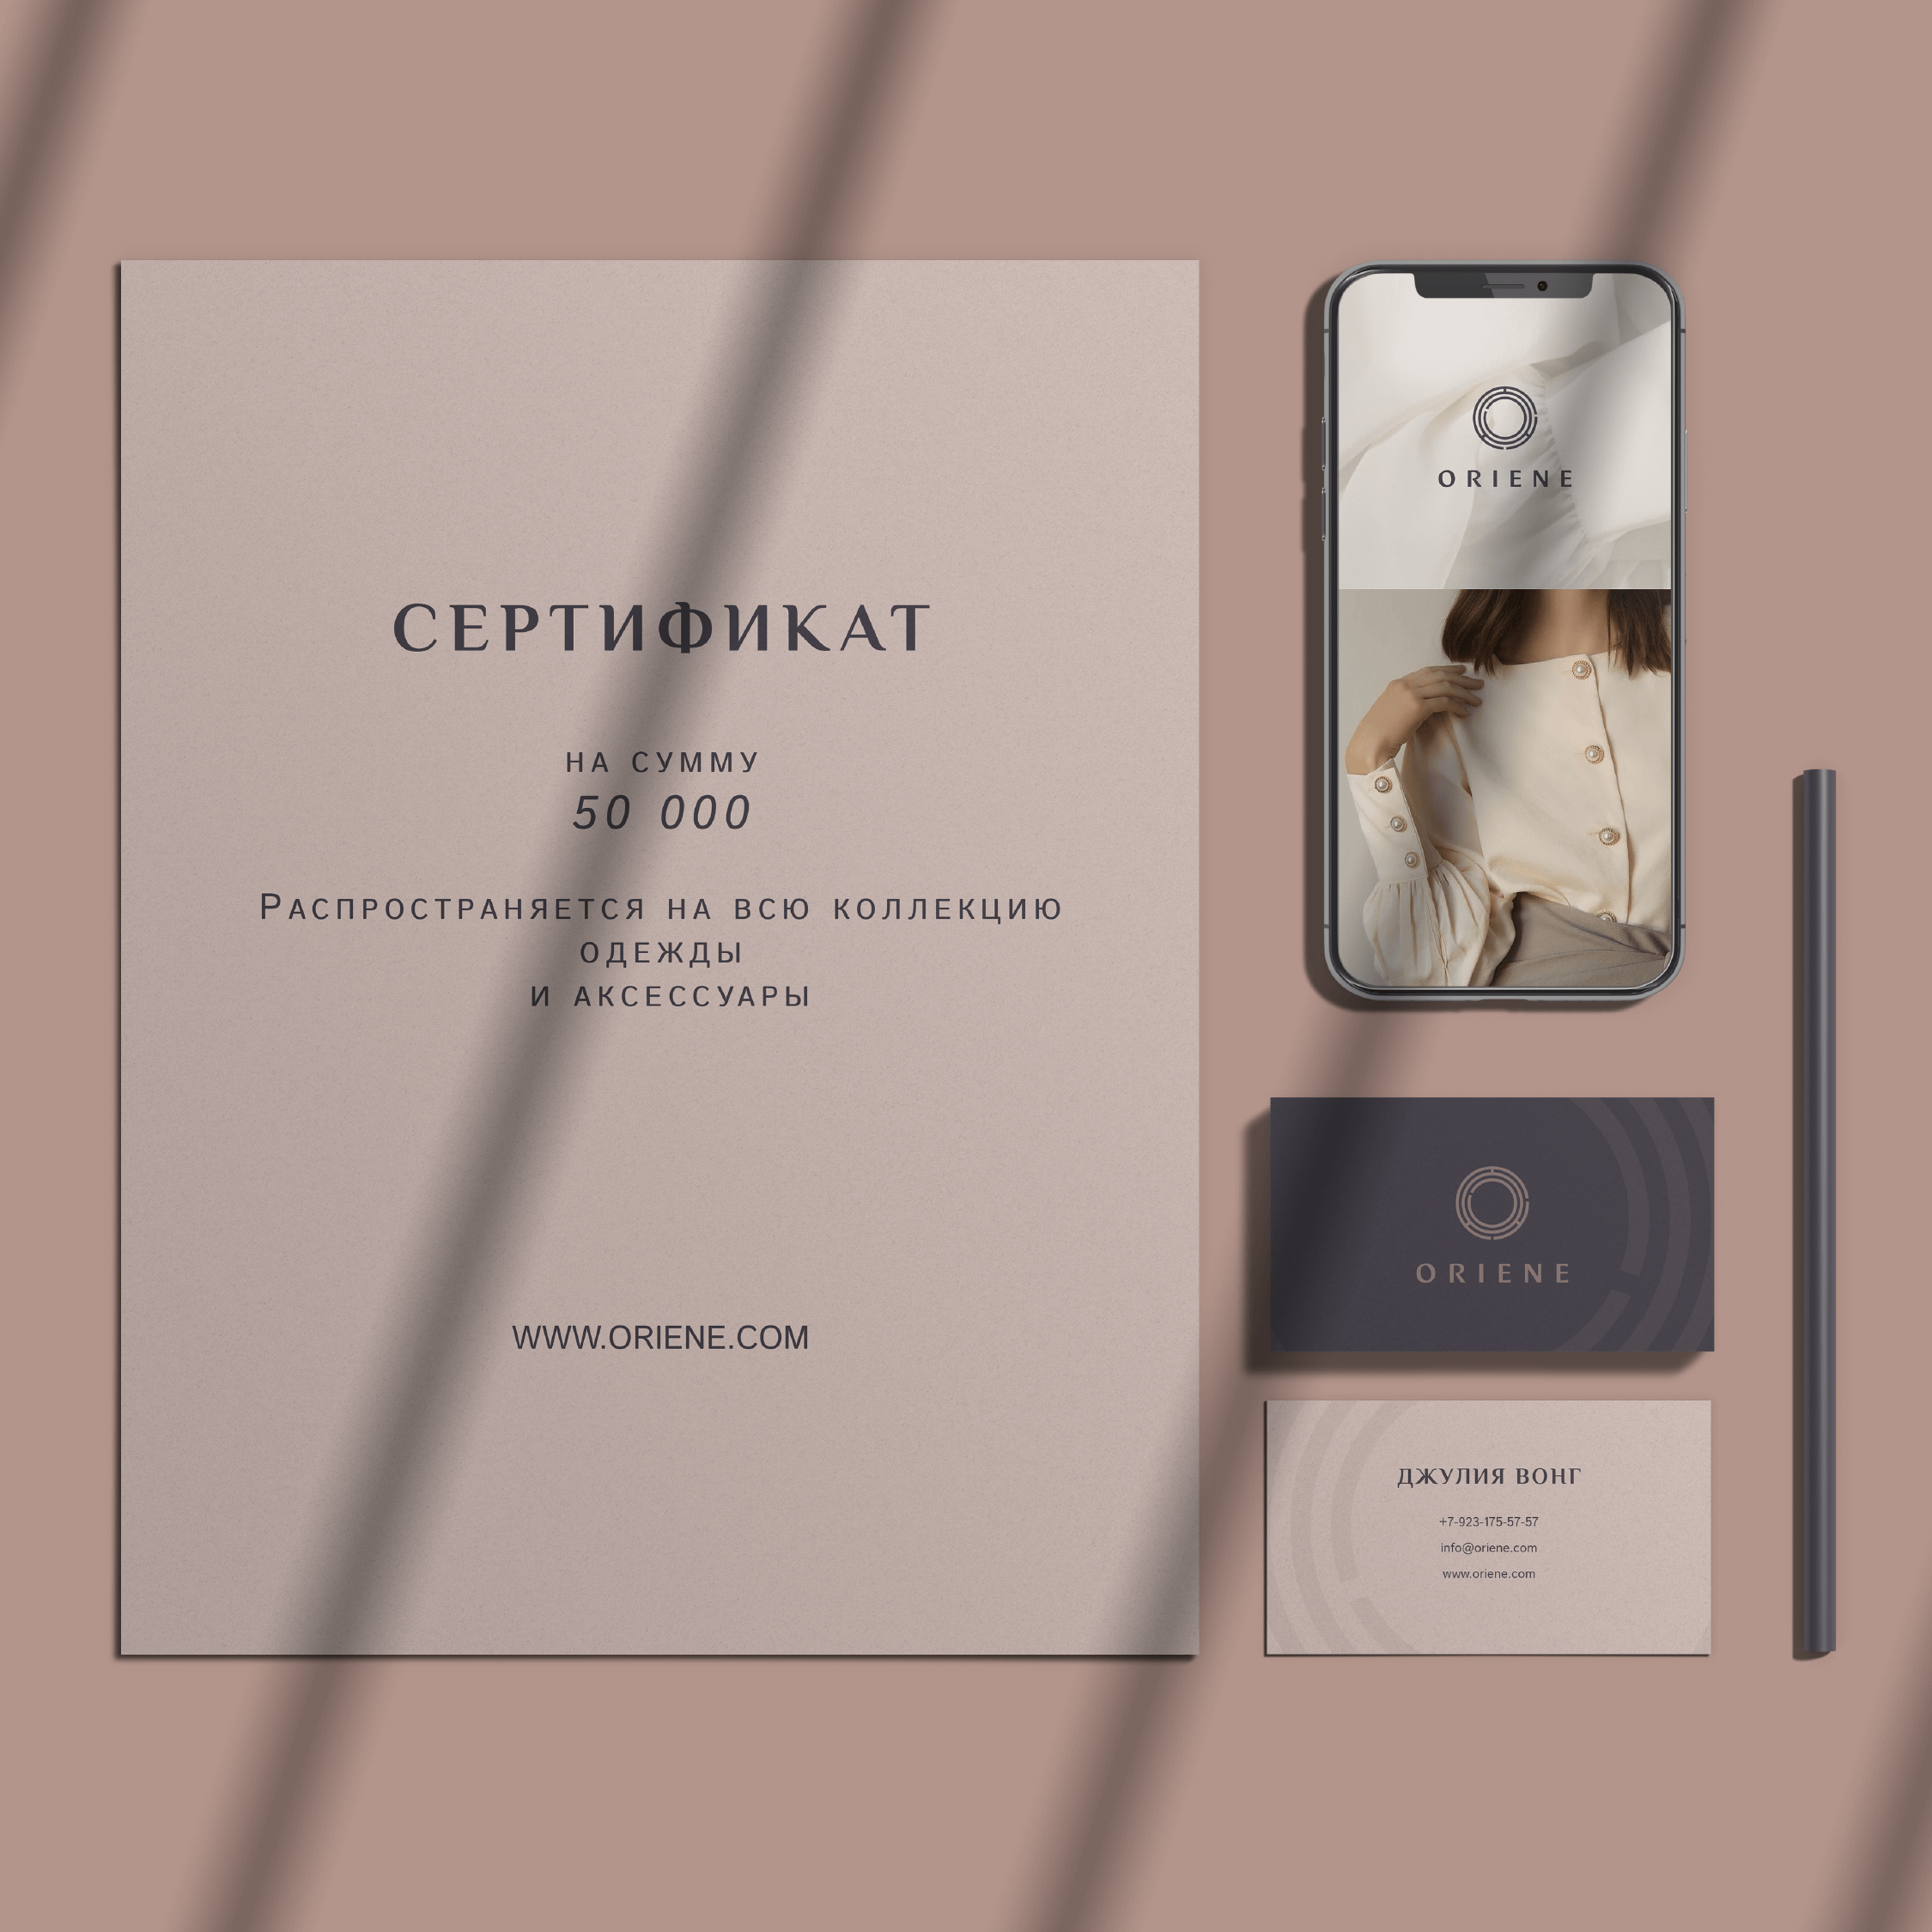 СЕРТИФИКАТ
НА СУММУ
50 000
РАСПРОСТРАНЯЕТСЯ НА ВСЮ КОЛЛЕКЦИЮ
ОДЕЖДЫ
И АКСЕССУАРЫ
WWW.ORIENE.COM
ORIENE
ORIENE
ДЖУЛИЯ ВОНГ
+7-923-175-57-57
info@oriene.com
www.oriene.com